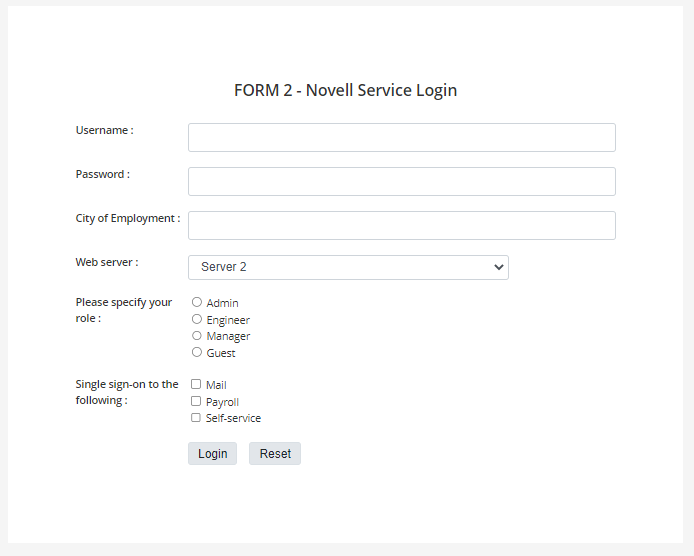 FORM 2 - Novell Service Login
Username :
Password :
City of Employment :
Web server :
Server 2
Please specify your
role :
Admin
Engineer
Manager
Guest
Single sign-on to the
following :
Mail
Payroll
Self-service
Login
Reset